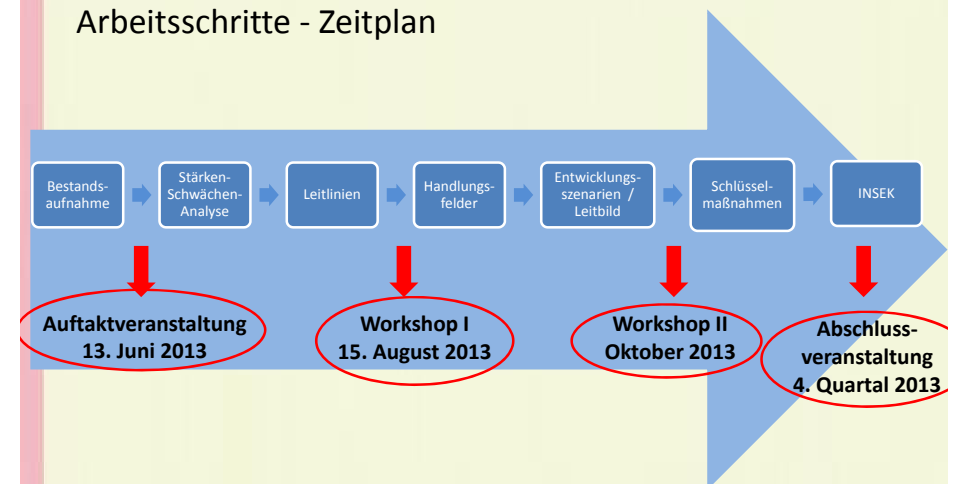 Arbeitsschritte - Zeitplan
Bestands-
aufnahme
Stärken-
Schwächen-
Analyse
Leitlinien
Handlungs-
felder
Entwicklungs-
szenarien /
Leitbild
Schlüssel-
maßnahmen
INSEK
Auftaktveranstaltung
13. Juni 2013
Workshop I
15. August 2013
Workshop II
Oktober 2013
Abschluss-
veranstaltung
4. Quartal 2013